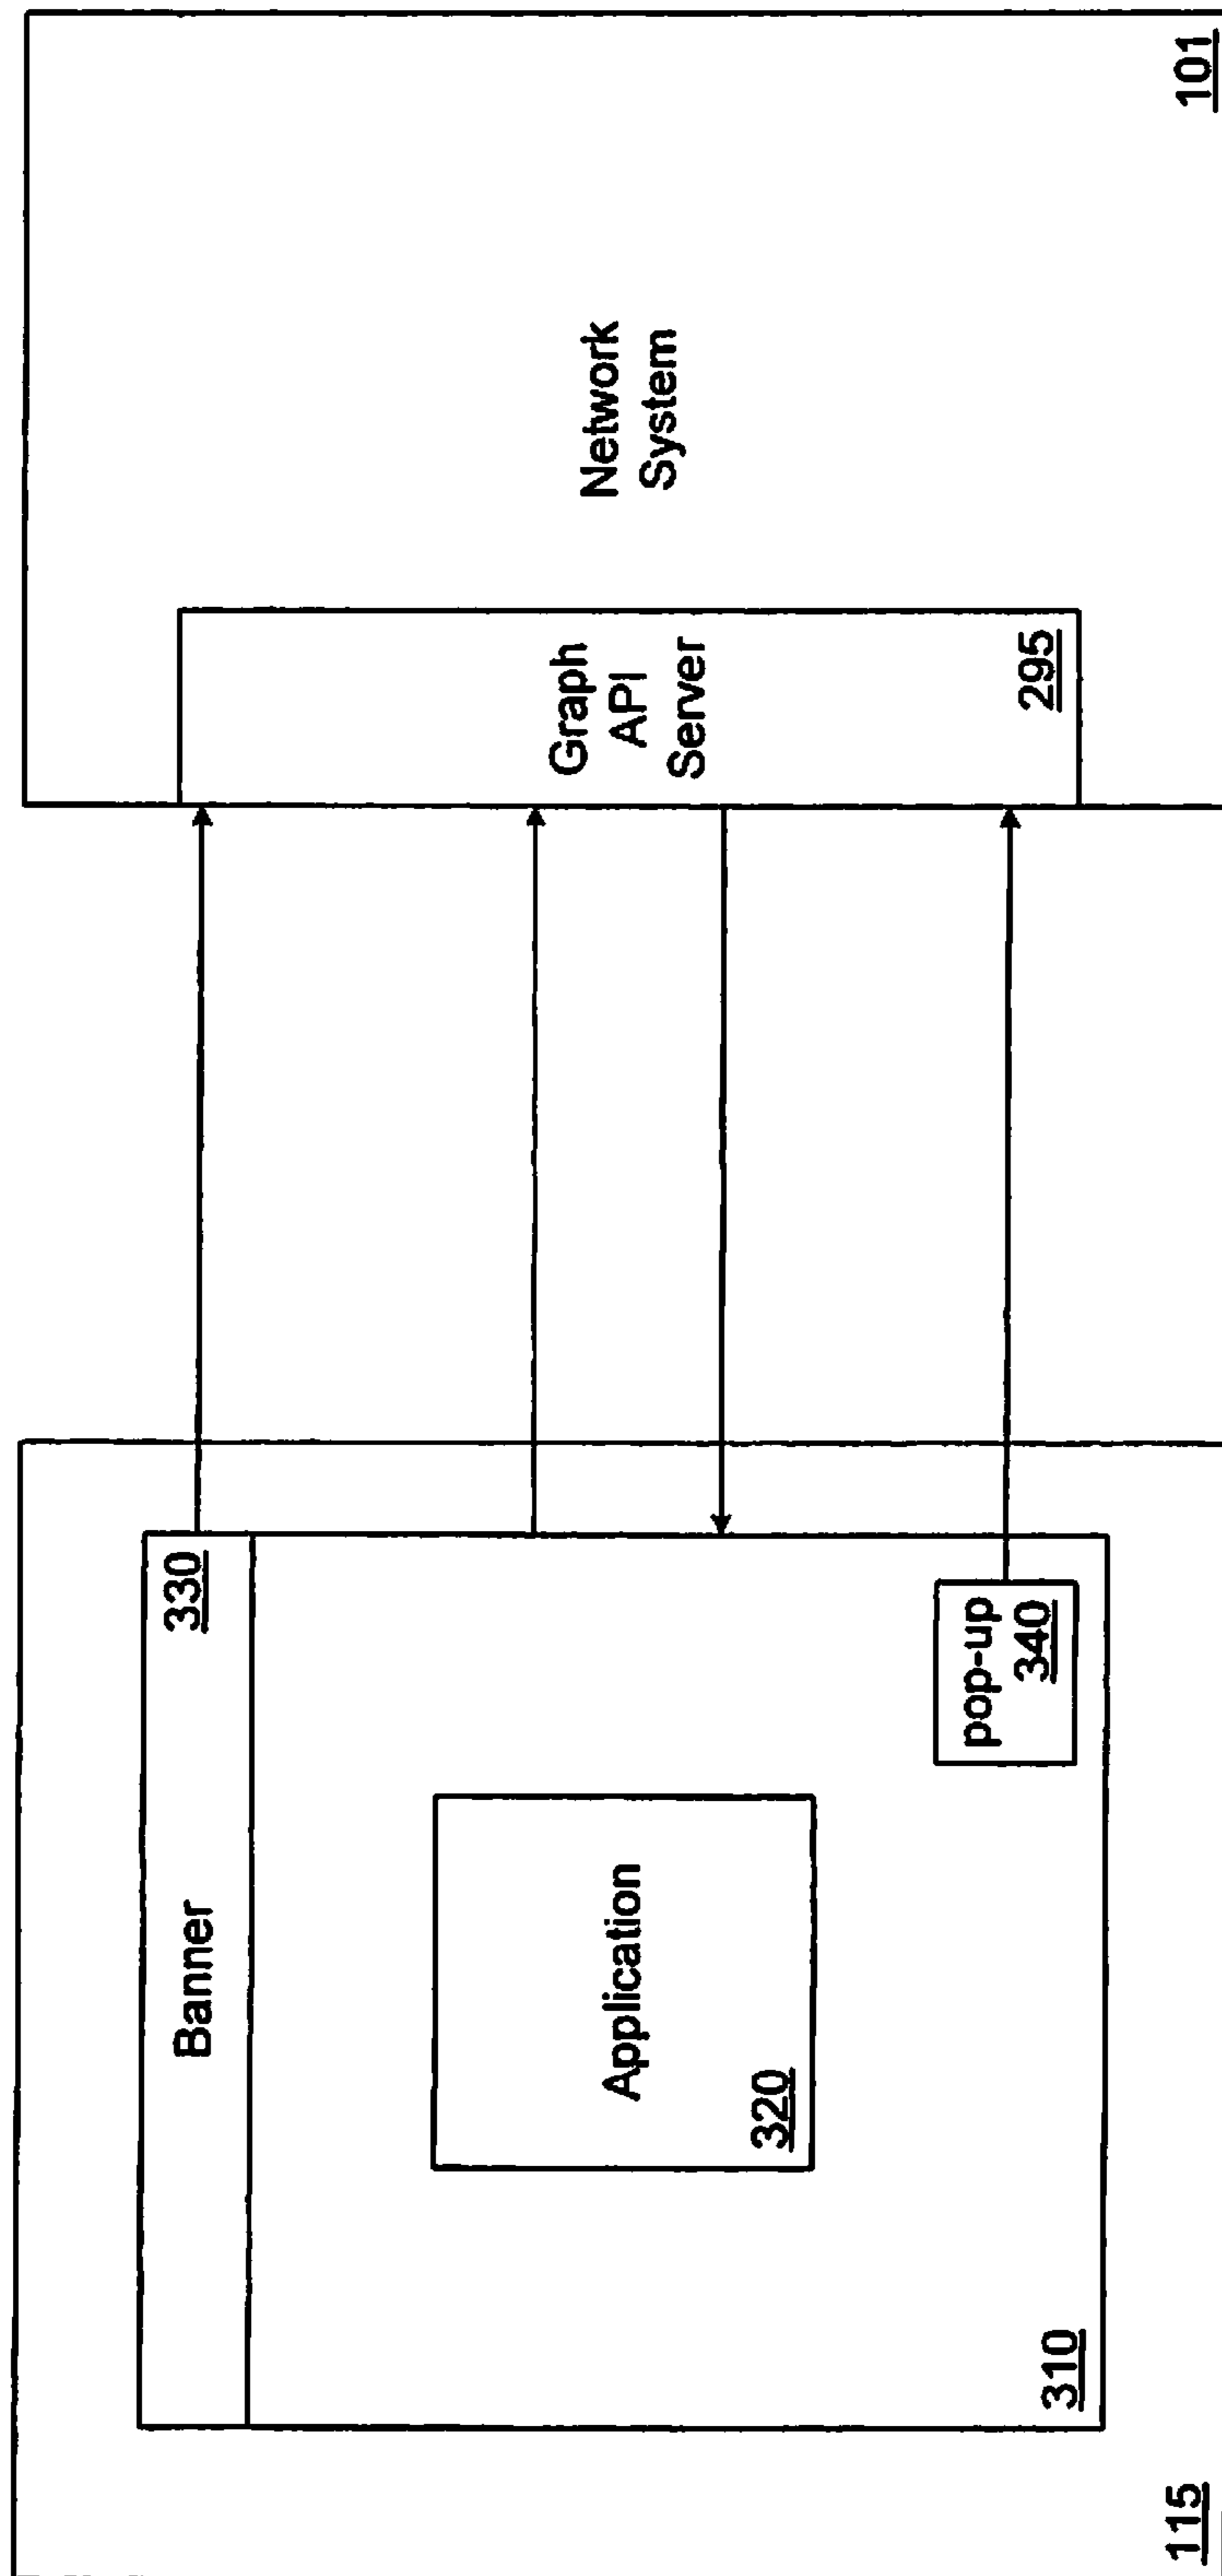 Banner
330
Application
320
pop-up
340
310
115
Graph
API
Server
295
Network
System
101